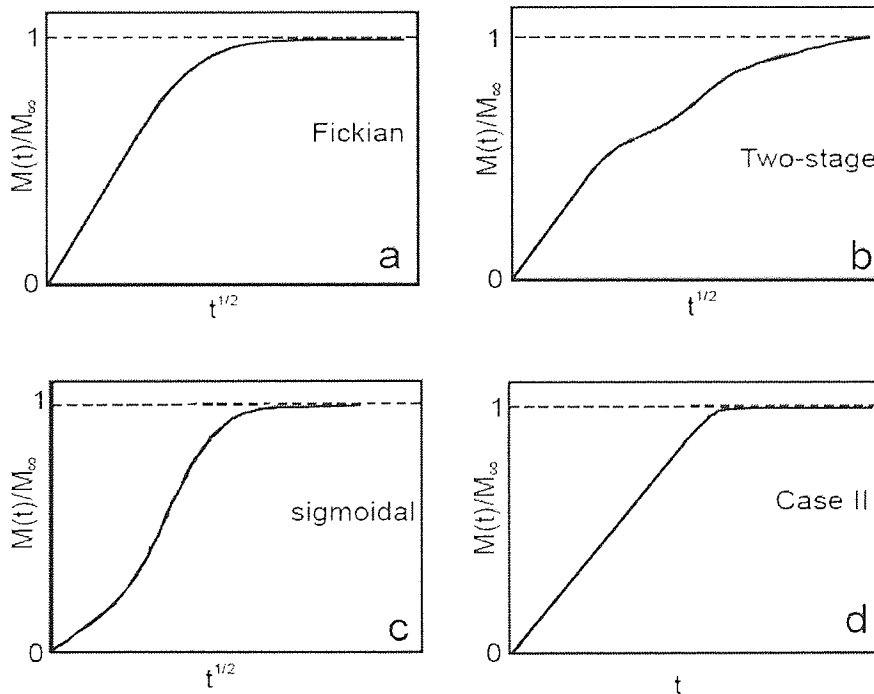 1
M(t)/M∞
Fickian
a
0
t^1/2
1
M(t)/M∞
Two-stage
b
0
t^1/2
1
M(t)/M∞
sigmoidal
c
0
t^1/2
1
M(t)/M∞
Case II
d
0
t